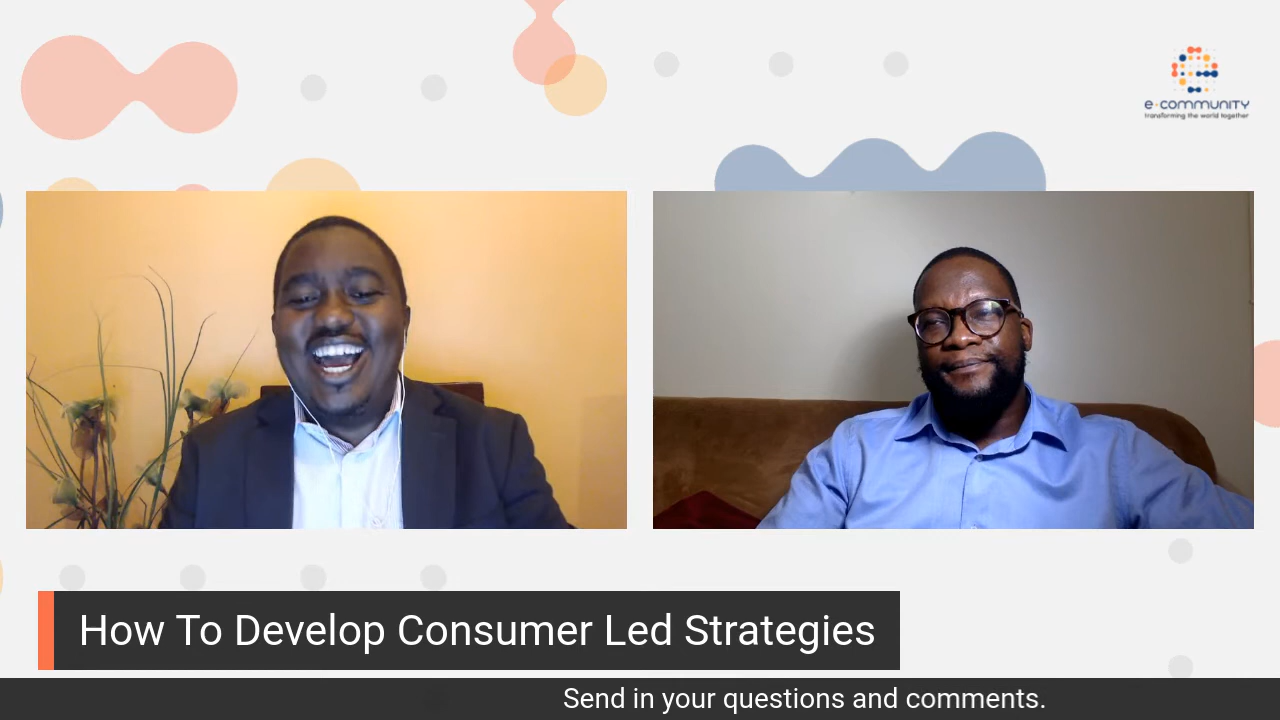 e-community
transforming the world together
How To Develop Consumer Led Strategies
Send in your questions and comments.